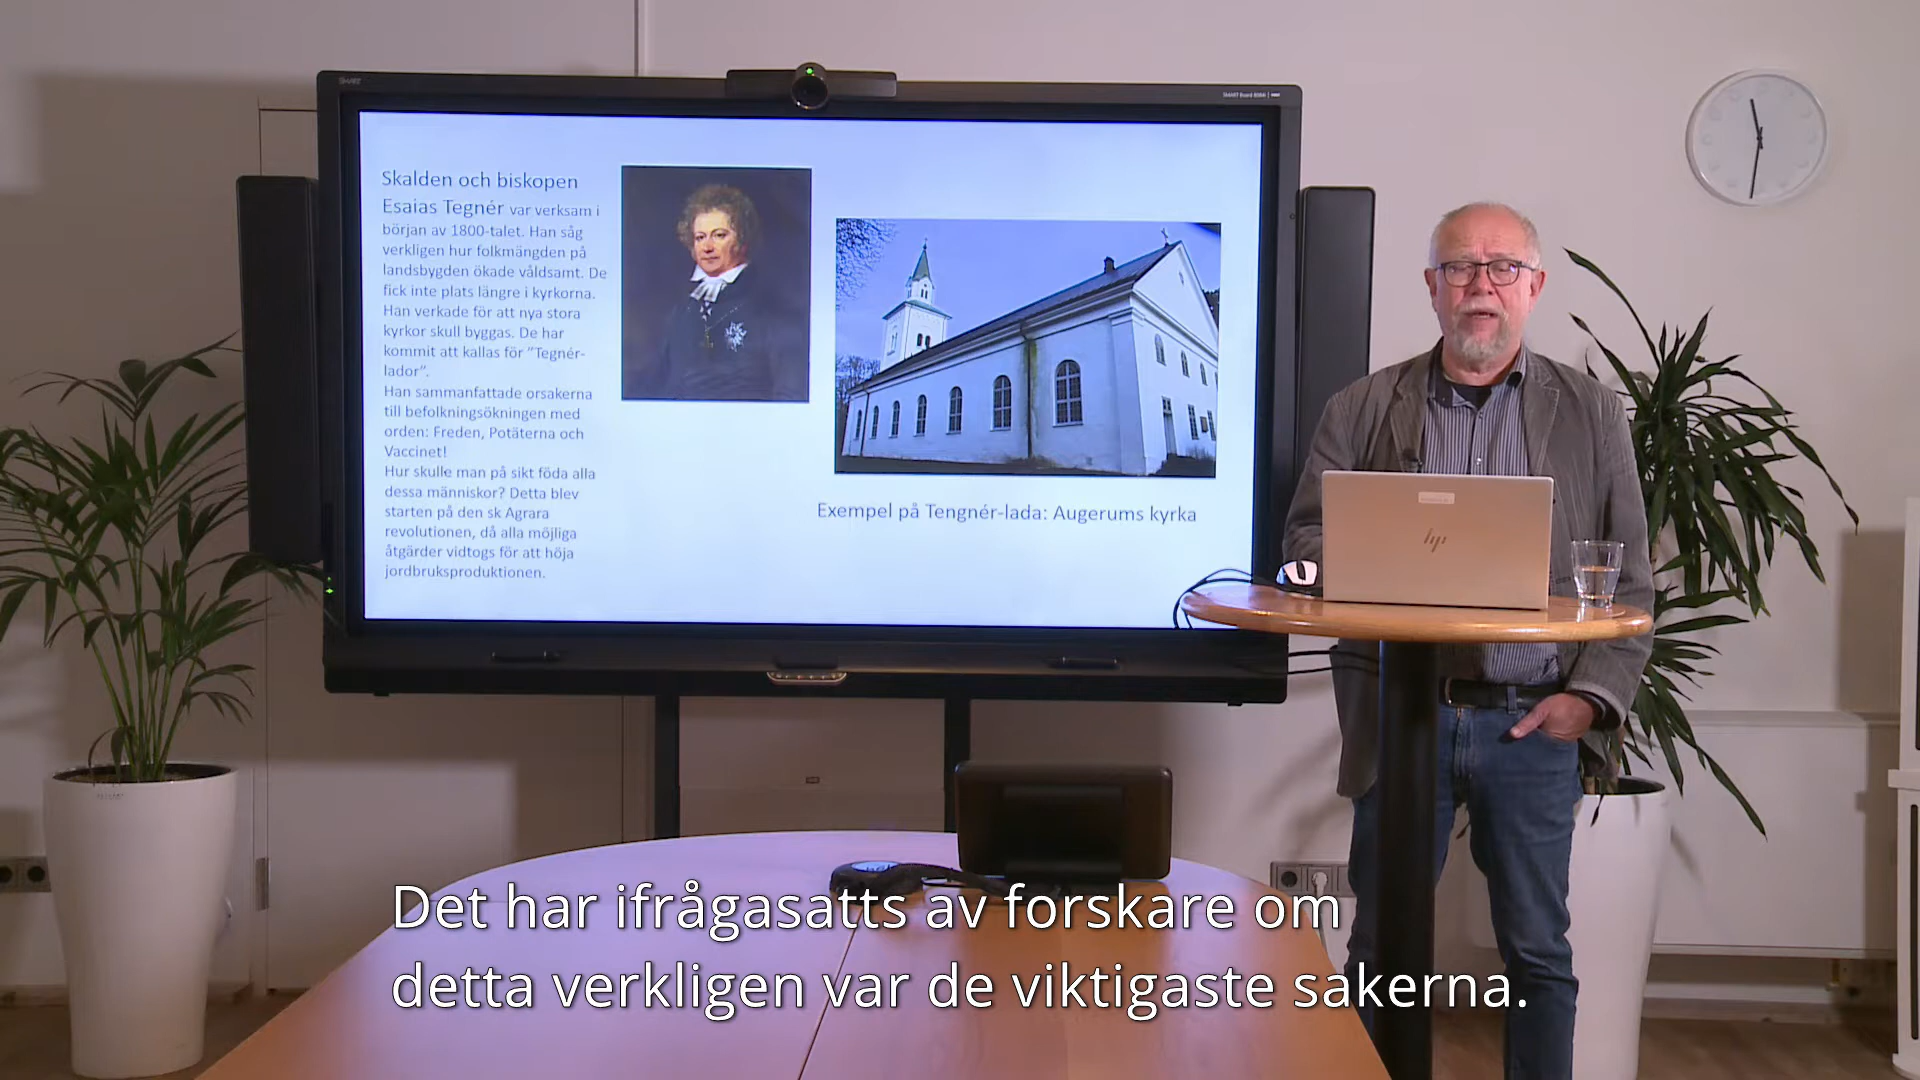 SMART
Skalden och biskopen
Esaias Tegnér var verksam i
början av 1800-talet. Han såg
verkligen hur folkmängden på
landsbygden ökade våldsamt. De
fick inte plats längre i kyrkorna.
Han verkade för att nya stora
kyrkor skull byggas. De har
kommit att kallas för ”Tegnér-
lador”.
Han sammanfattade orsakerna
till befolkningsökningen med
orden: Freden, Potäterna och
Vaccinet!
Hur skulle man på sikt föda alla
dessa människor? Detta blev
starten på den sk Agrara
revolutionen, då alla möjliga
åtgärder vidtogs för att höja
jordbruksproduktionen.
Exempel på Tengnér-lada: Augerums kyrka
hp
Det har ifrågasatts av forskare om
detta verkligen var de viktigaste sakerna.